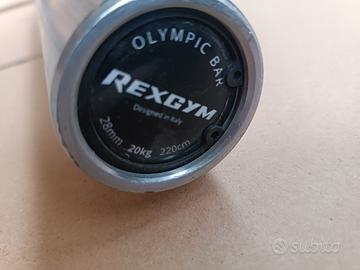 OLYMPIC BAR
REXGYM
Designed in Italy
28mm 20kg 220cm
subito